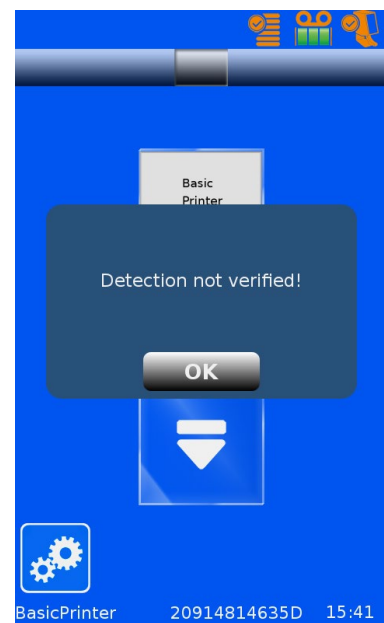 Basic
Printer
Detection not verified!
OK
BasicPrinter 20914814635D 15:41